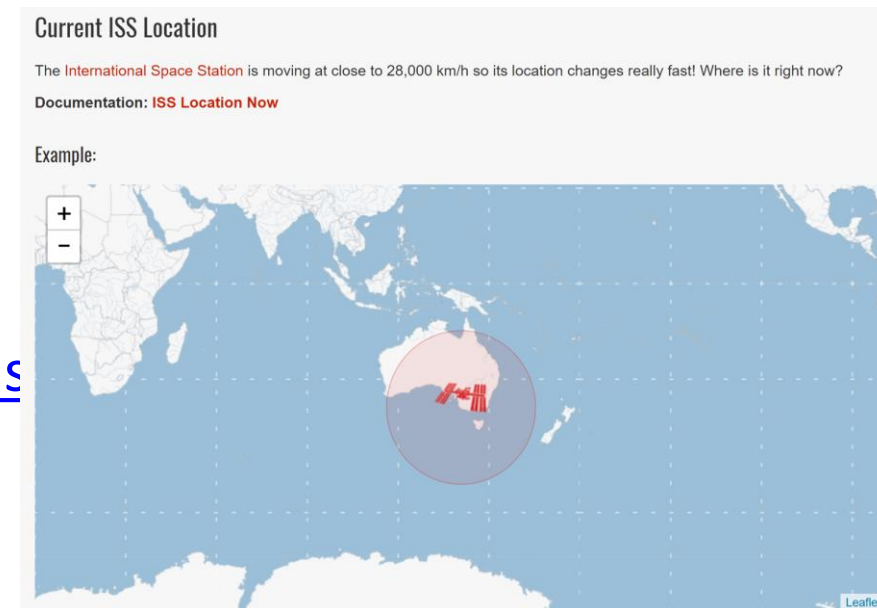 Current ISS Location
The International Space Station is moving at close to 28,000 km/h so its location changes really fast! Where is it right now?
Documentation: ISS Location Now
Example:
+
−
s
Leafle